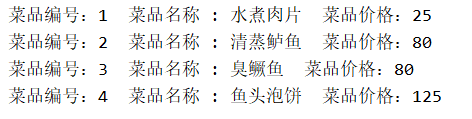 菜品编号：1  菜品名称 : 水煮肉片  菜品价格：25
菜品编号：2  菜品名称 : 清蒸鲈鱼  菜品价格：80
菜品编号：3  菜品名称 : 臭鳜鱼  菜品价格：80
菜品编号：4  菜品名称 : 鱼头泡饼  菜品价格：125